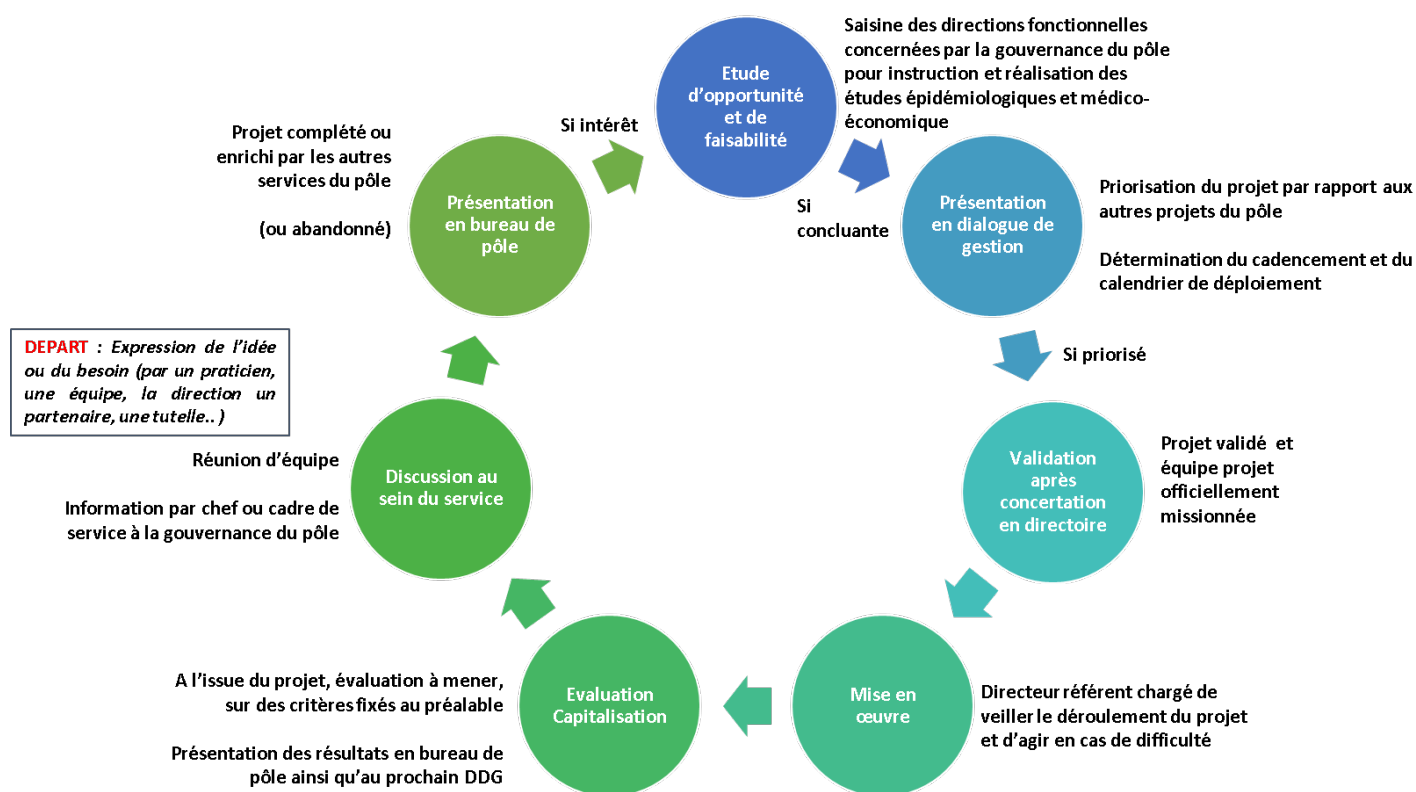 DEPART : Expression de l'idée
ou du besoin (par un praticien,
une équipe, la direction un
partenaire, une tutelle.. )
Discussion au
sein du service
Réunion d'équipe
Information par chef ou cadre de
service à la gouvernance du pôle
Présentation
en bureau de
pôle
Projet complété ou
enrichi par les autres
services du pôle
(ou abandonné)
Si intérêt
Etude
d'opportunité
et de
faisabilité
Saisine des directions fonctionnelles
concernées par la gouvernance du pôle
pour instruction et réalisation des
études épidémiologiques et médico-
économique
Si
concluante
Présentation
en dialogue de
gestion
Priorisation du projet par rapport aux
autres projets du pôle
Détermination du cadencement et du
calendrier de déploiement
Si priorisé
Validation
après
concertation
en directoire
Projet validé et
équipe projet
officiellement
missionnée
Mise en
œuvre
Directeur référent chargé de
veiller le déroulement du projet
et d'agir en cas de difficulté
Evaluation
Capitalisation
A l'issue du projet, évaluation à mener,
sur des critères fixés au préalable
Présentation des résultats en bureau de
pôle ainsi qu'au prochain DDG